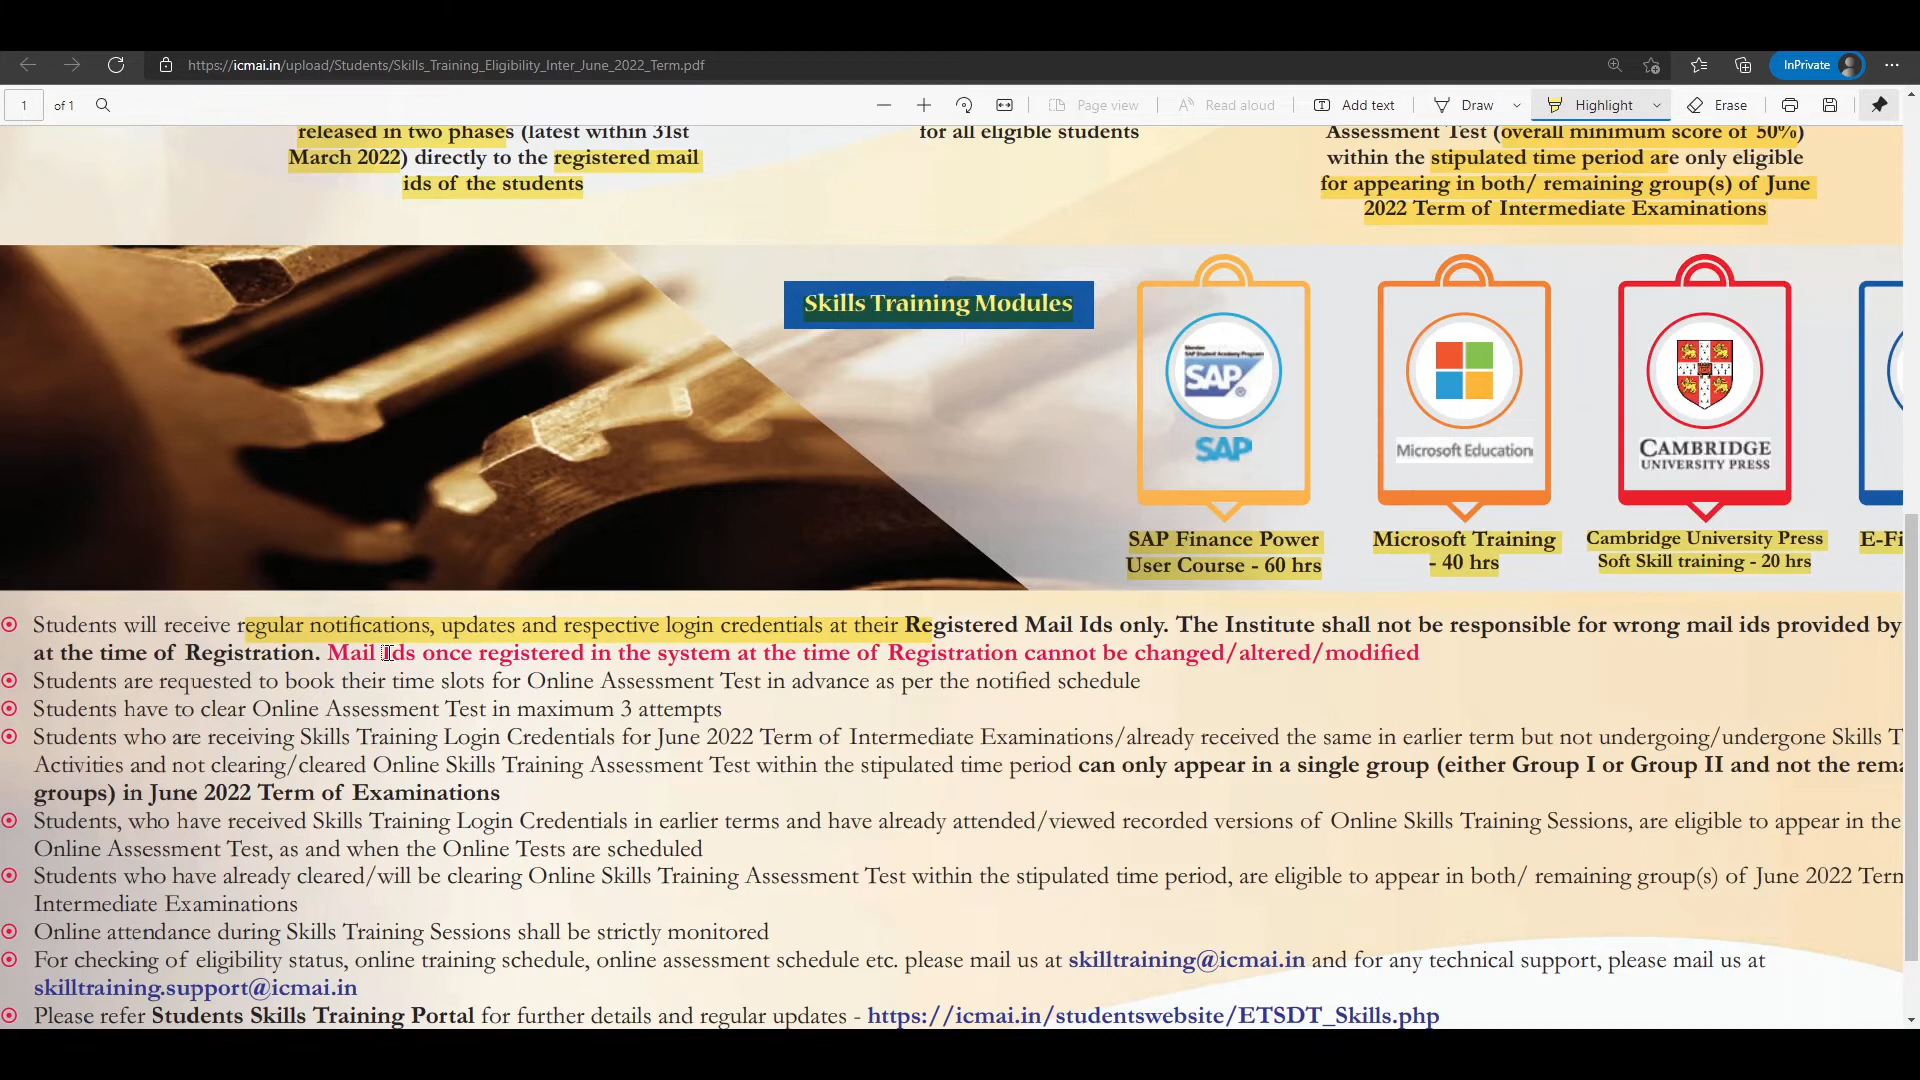 https://icmai.in/upload/Students/Skills_Training_Eligibility_Inter_June_2022_Term.pdf
InPrivate
1 of 1
Page view
Read aloud
Add text
Draw
Highlight
Erase
released in two phases (latest within 31st
March 2022) directly to the registered mail
ids of the students
for all eligible students
Assessment Test (overall minimum score of 50%)
within the stipulated time period are only eligible
for appearing in both/ remaining group(s) of June
2022 Term of Intermediate Examinations
Skills Training Modules
SAP
SAP
Microsoft Education
CAMBRIDGE
UNIVERSITY PRESS
SAP Finance Power
User Course - 60 hrs
Microsoft Training
- 40 hrs
Cambridge University Press
Soft Skill training - 20 hrs
E-Fi
Students will receive regular notifications, updates and respective login credentials at their Registered Mail Ids only. The Institute shall not be responsible for wrong mail ids provided by
at the time of Registration. Mail ids once registered in the system at the time of Registration cannot be changed/altered/modified
Students are requested to book their time slots for Online Assessment Test in advance as per the notified schedule
Students have to clear Online Assessment Test in maximum 3 attempts
Students who are receiving Skills Training Login Credentials for June 2022 Term of Intermediate Examinations/already received the same in earlier term but not undergoing/undergone Skills T
Activities and not clearing/cleared Online Skills Training Assessment Test within the stipulated time period can only appear in a single group (either Group I or Group II and not the rema
groups) in June 2022 Term of Examinations
Students, who have received Skills Training Login Credentials in earlier terms and have already attended/viewed recorded versions of Online Skills Training Sessions, are eligible to appear in the
Online Assessment Test, as and when the Online Tests are scheduled
Students who have already cleared/will be clearing Online Skills Training Assessment Test within the stipulated time period, are eligible to appear in both/ remaining group(s) of June 2022 Term
Intermediate Examinations
Online attendance during Skills Training Sessions shall be strictly monitored
For checking of eligibility status, online training schedule, online assessment schedule etc. please mail us at skilltraining@icmai.in and for any technical support, please mail us at
skilltraining.support@icmai.in
Please refer Students Skills Training Portal for further details and regular updates - https://icmai.in/studentswebsite/ETSDT_Skills.php